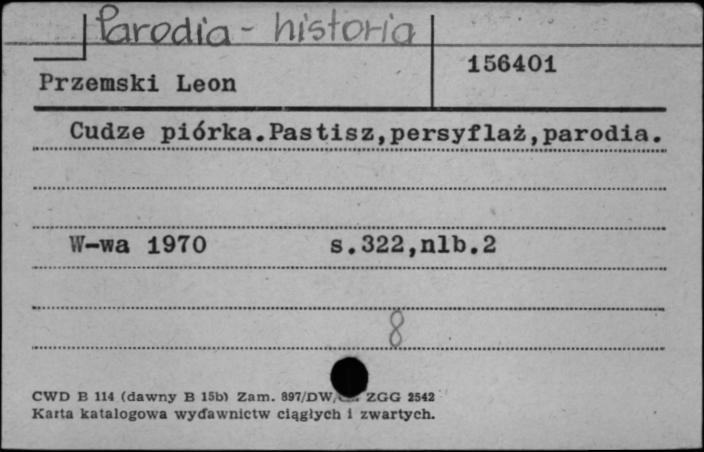 Parodia - historia
156401
Przemski Leon
Cudze piórka.Pastisz,persyflaż,parodia.
W-wa 1970 s.322,nlb.2
8
CWD B 114 (dawny B 15b) Zam. 897/DW/ ZGG 2542
Karta katalogowa wydawnictw ciągłych i zwartych.